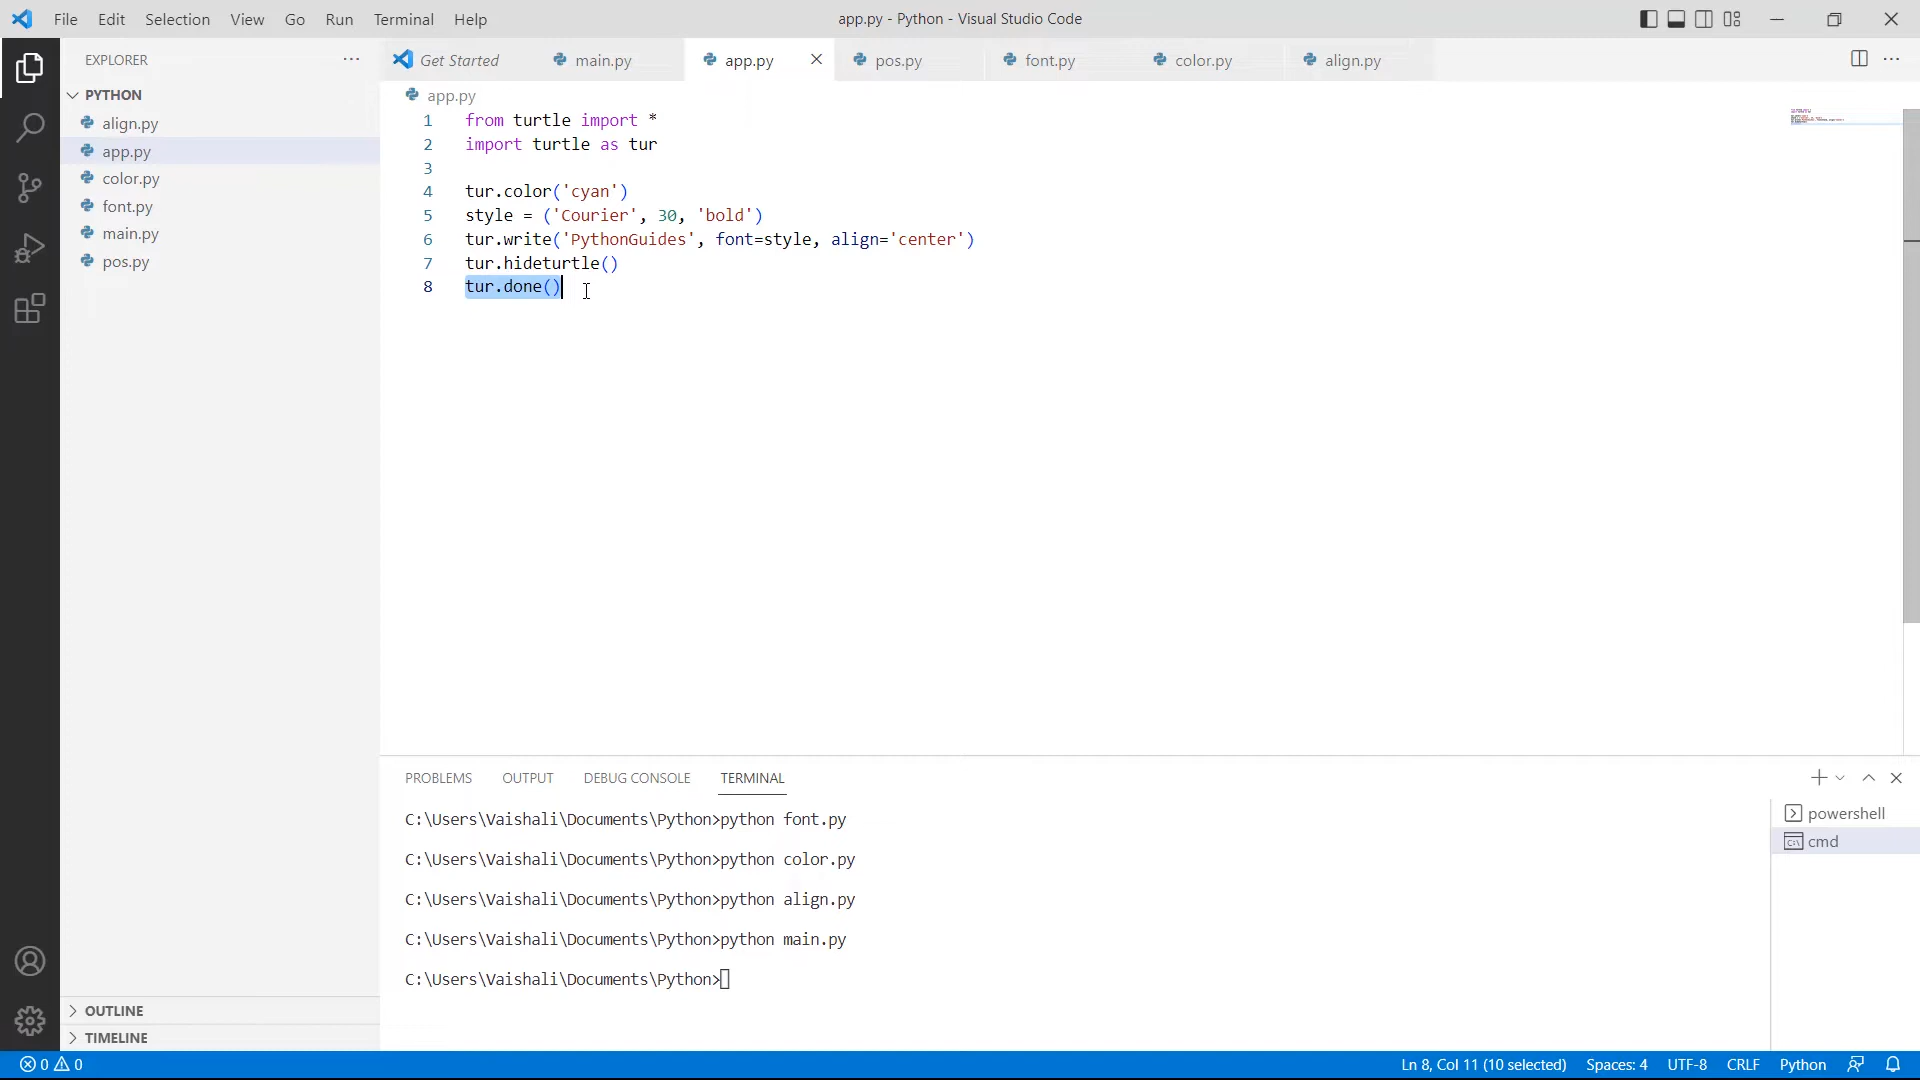 File Edit Selection View Go Run Terminal Help
app.py - Python - Visual Studio Code
EXPLORER
Get Started main.py app.py pos.py font.py color.py align.py
PYTHON
align.py
app.py
color.py
font.py
main.py
pos.py
app.py
1 from turtle import *
2 import turtle as tur
3
4 tur.color('cyan')
5 style = ('Courier', 30, 'bold')
6 tur.write('PythonGuides', font=style, align='center')
7 tur.hideturtle()
8 tur.done()
PROBLEMS OUTPUT DEBUG CONSOLE TERMINAL
C:\Users\Vaishali\Documents\Python>python font.py
C:\Users\Vaishali\Documents\Python>python color.py
C:\Users\Vaishali\Documents\Python>python align.py
C:\Users\Vaishali\Documents\Python>python main.py
C:\Users\Vaishali\Documents\Python>
powershell
cmd
OUTLINE
TIMELINE
0 0
Ln 8, Col 11 (10 selected) Spaces: 4 UTF-8 CRLF Python